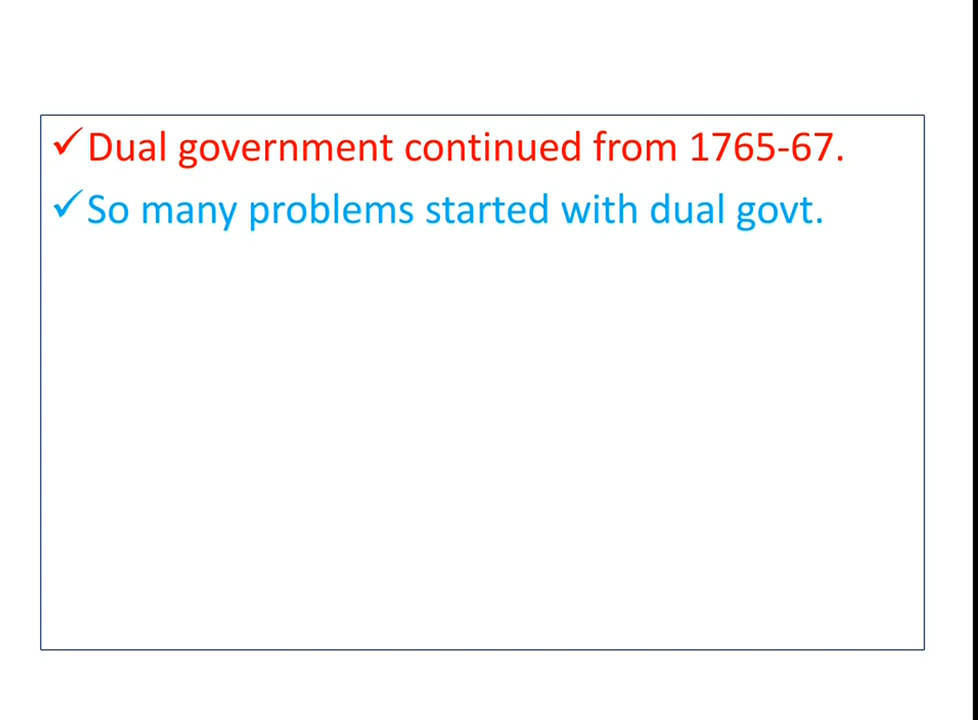 ✓Dual government continued from 1765-67.
✓So many problems started with dual govt.